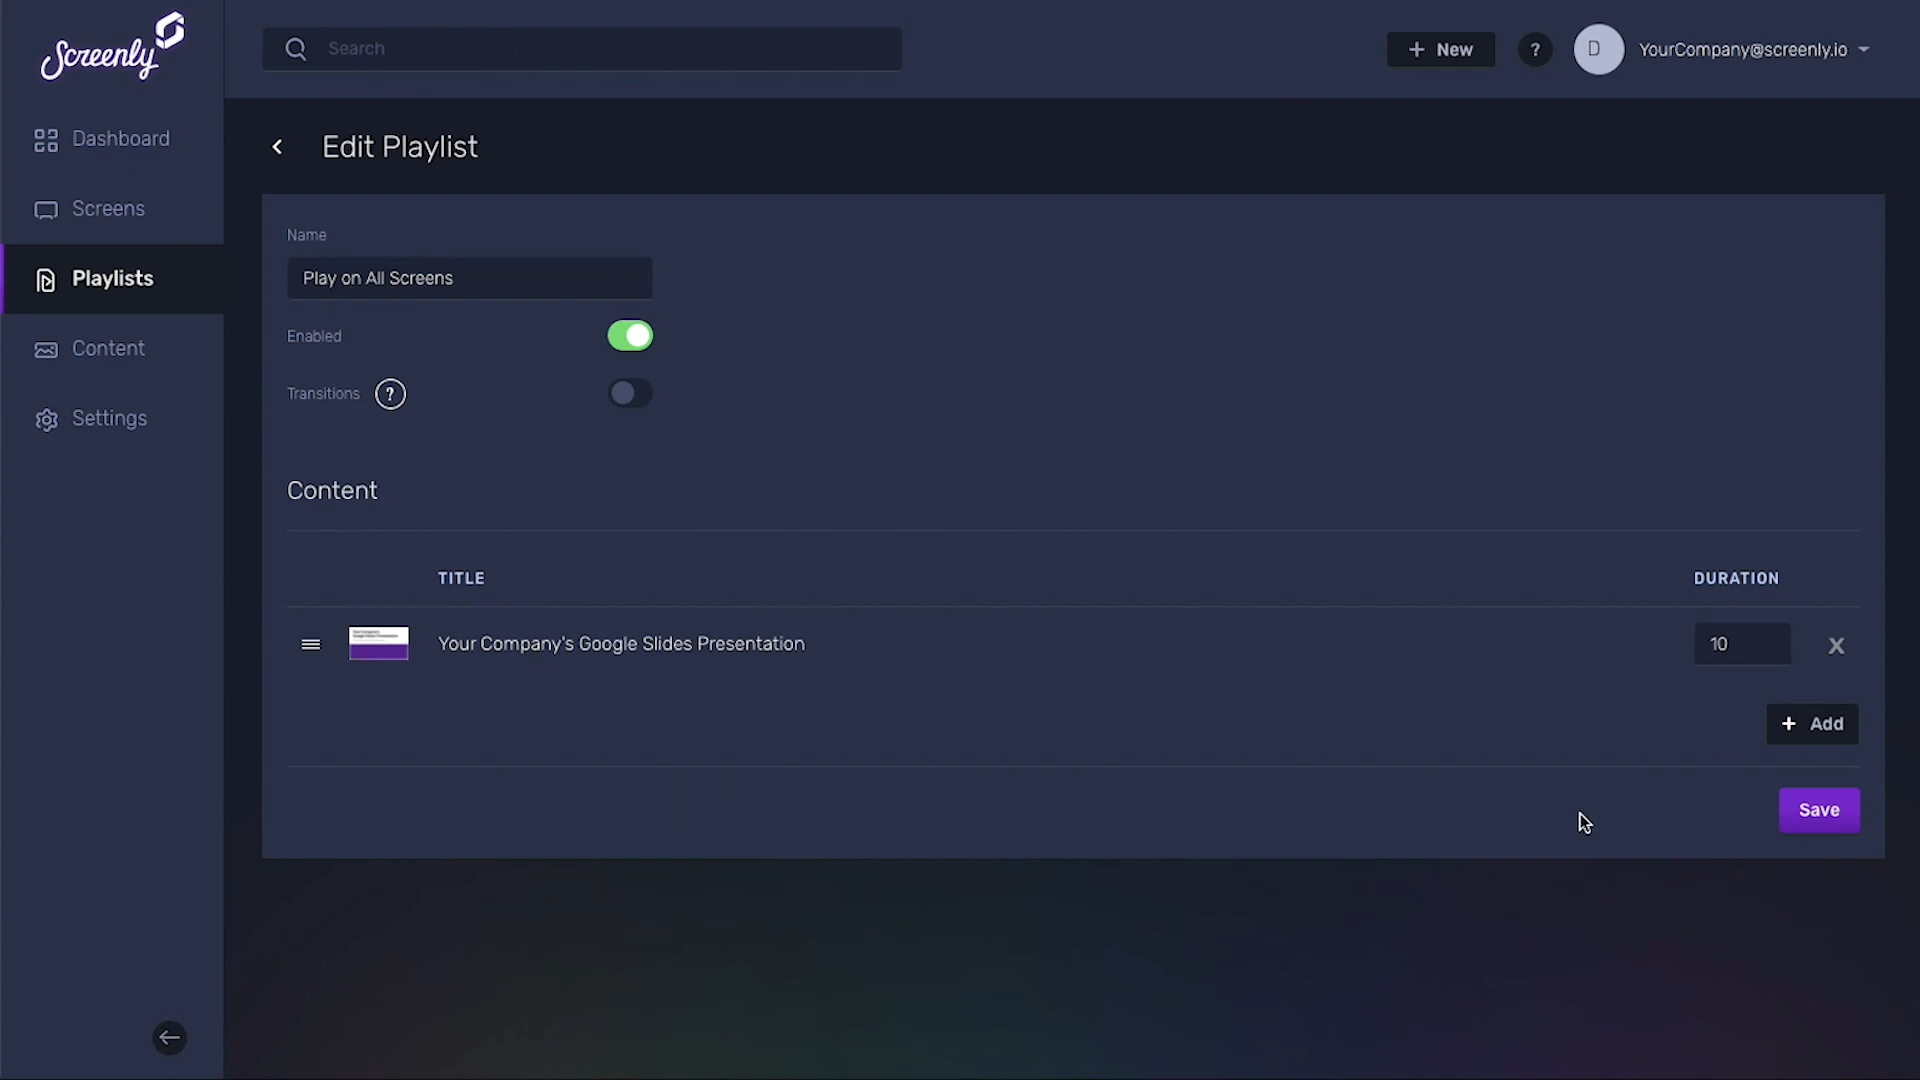 Screenly
Search
+ New
?
D
YourCompany@screenly.io
Dashboard
Screens
Playlists
Content
Settings
Edit Playlist
Name
Play on All Screens
Enabled
Transitions ?
Content
TITLE DURATION
Your Company's Google Slides Presentation 10 X
+ Add
Save